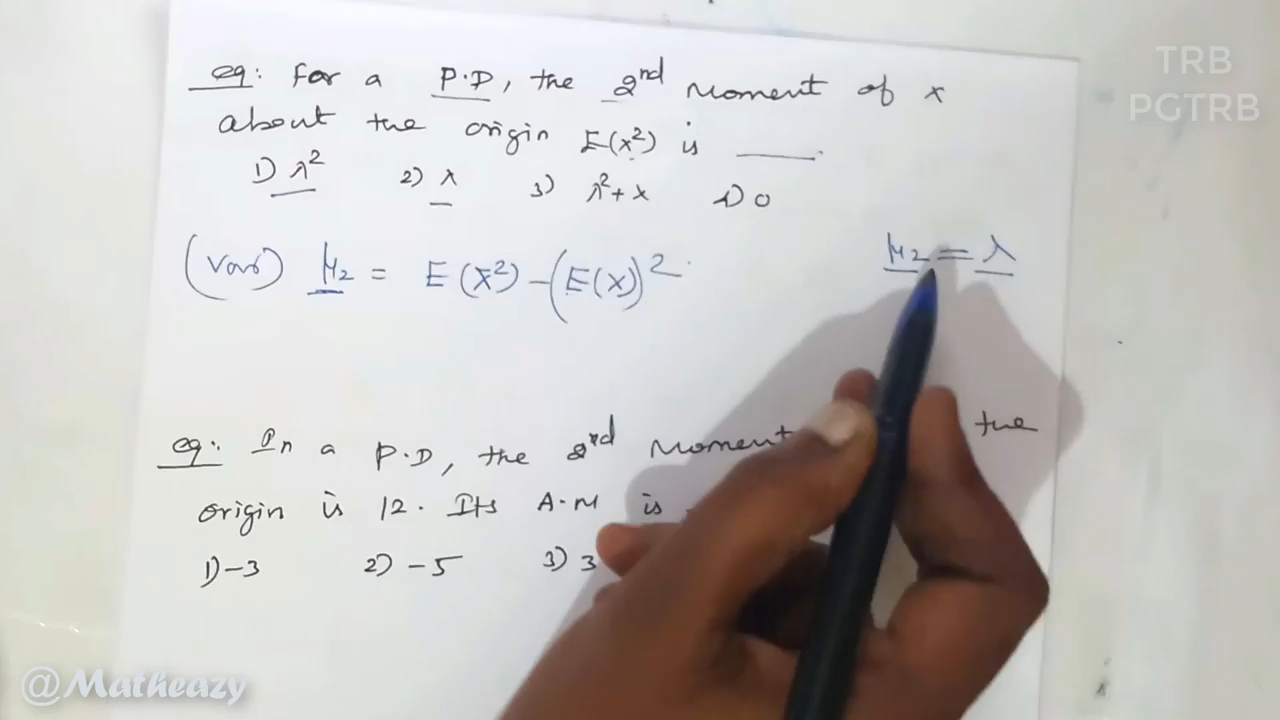 eg: For a P.D, the 2nd Moment of x
about the origin E(x²) is ____.
1) λ² 2) λ 3) λ²+x 4) 0
(Var) μ₂ = E(x²) - (E(x))²
μ₂ = λ
eg: In a P.D, the 2nd Moment the
origin is 12. Its A.M is
1) -3 2) -5 3) 3
TRB
PGTRB
@Matheazy